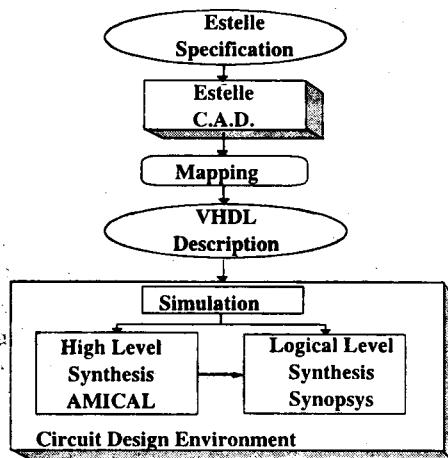 Estelle
Specification
Estelle
C.A.D.
Mapping
VHDL
Description
Simulation
High Level
Synthesis
AMICAL
Logical Level
Synthesis
Synopsys
Circuit Design Environment